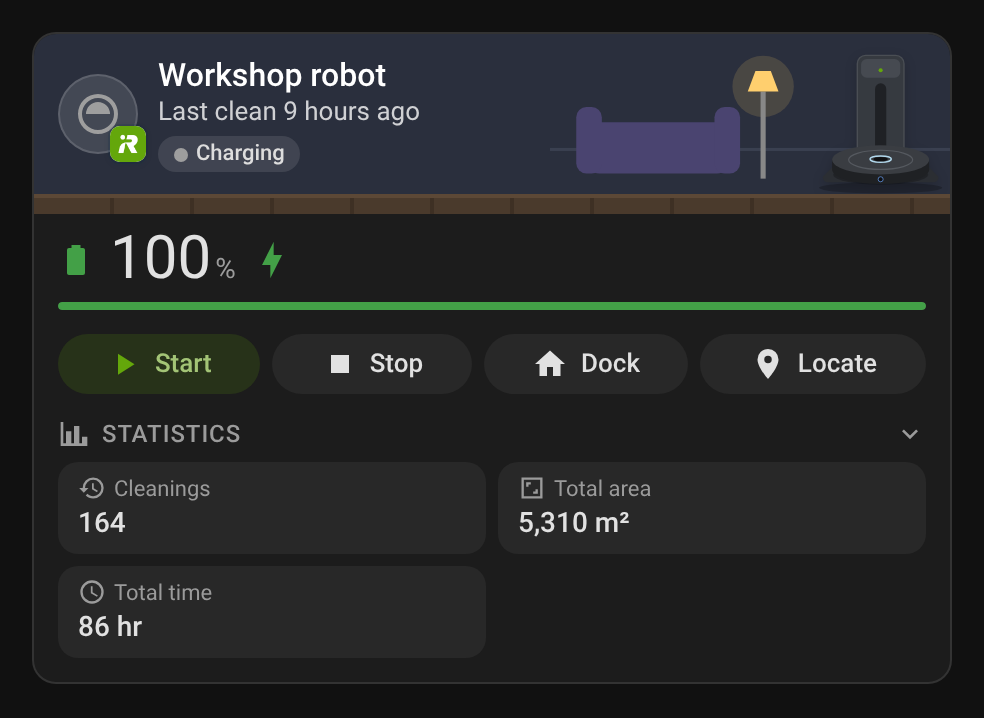 Workshop robot
Last clean 9 hours ago
Charging
100 %
Start
Stop
Dock
Locate
STATISTICS
Cleanings
164
Total area
5,310 m²
Total time
86 hr